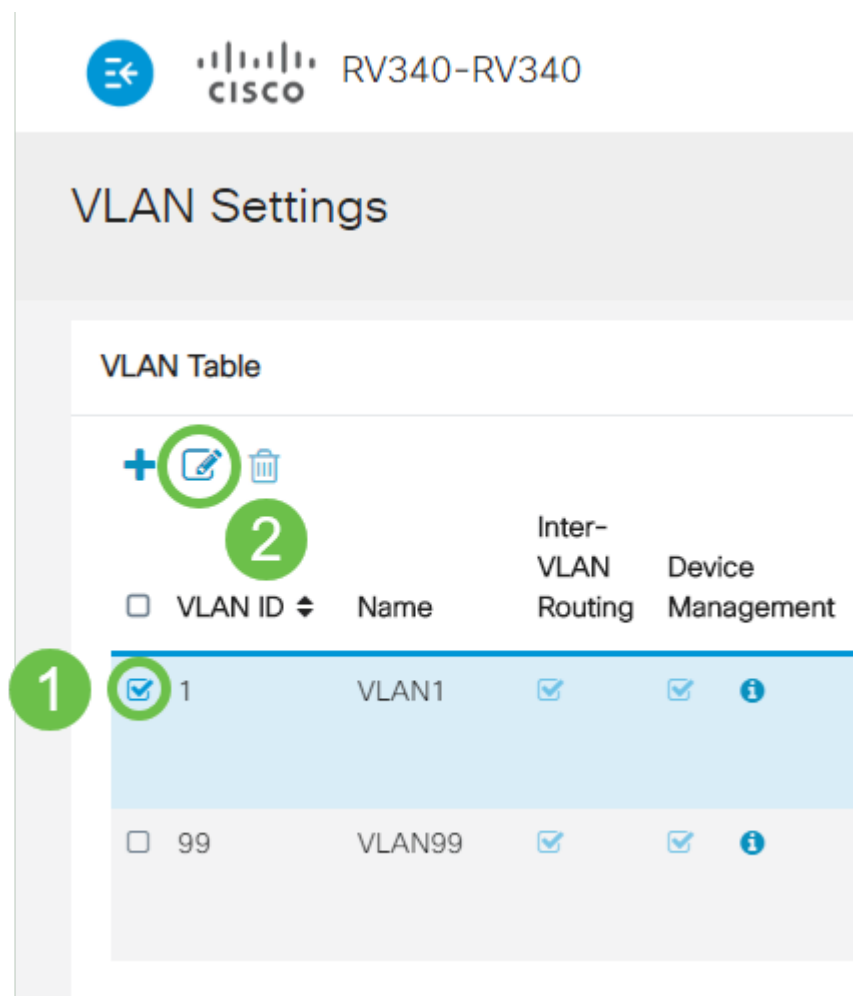 CISCO RV340-RV340
VLAN Settings
VLAN Table
2
Inter-
VLAN Device
VLAN ID Name Routing Management
1 1 VLAN1
99 VLAN99